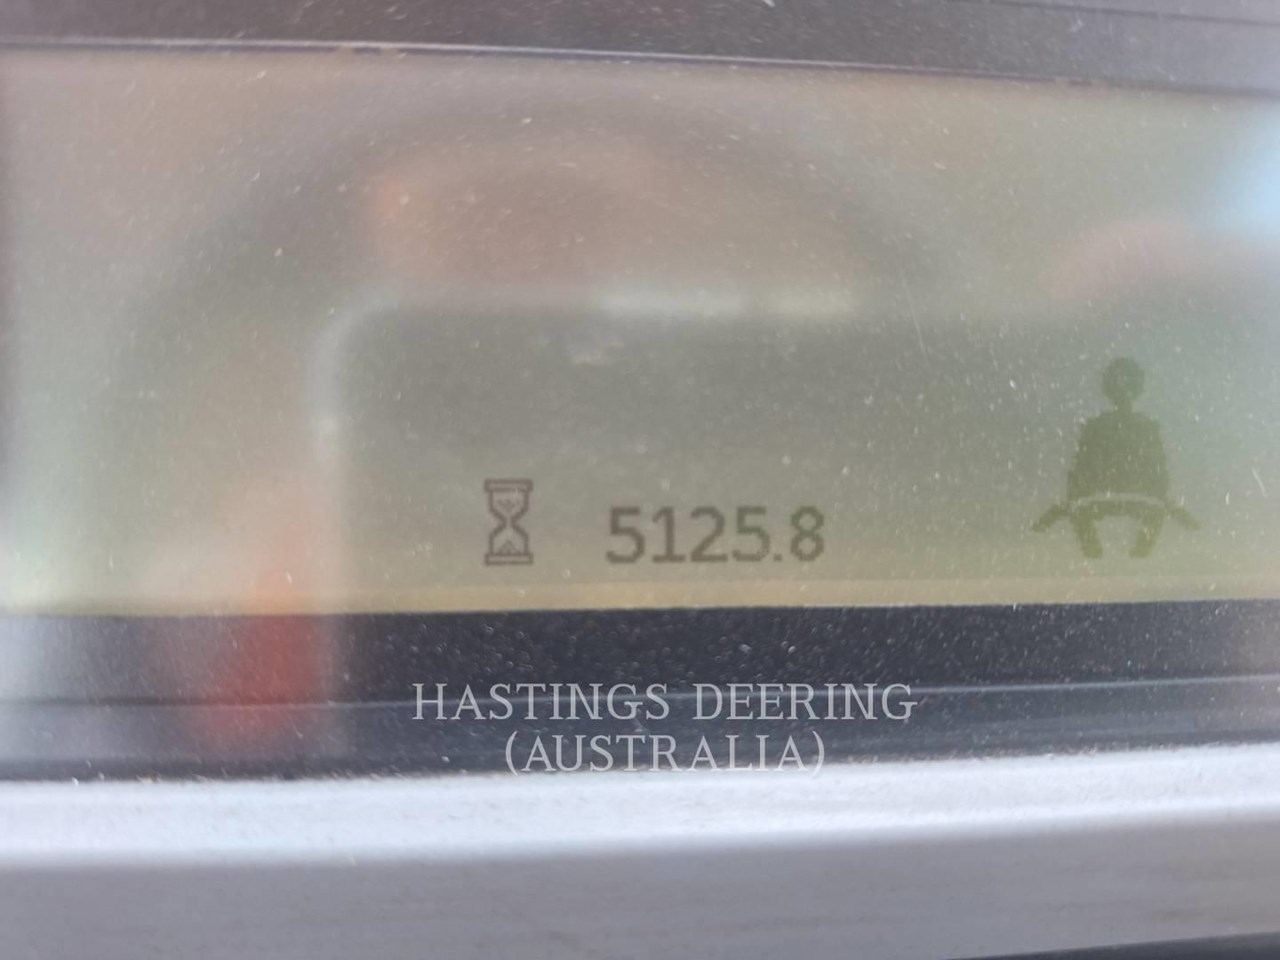 5125.8
HASTINGS DEERING
(AUSTRALIA)